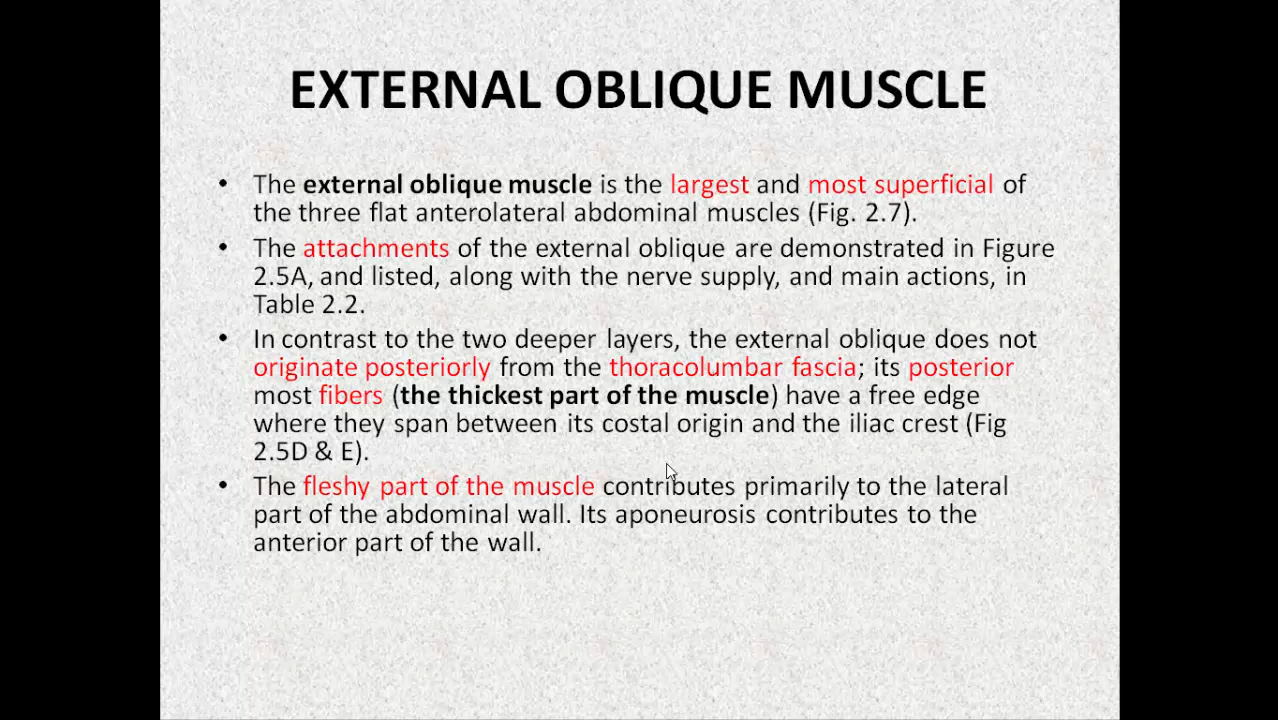 EXTERNAL OBLIQUE MUSCLE
• The external oblique muscle is the largest and most superficial of
the three flat anterolateral abdominal muscles (Fig. 2.7).
• The attachments of the external oblique are demonstrated in Figure
2.5A, and listed, along with the nerve supply, and main actions, in
Table 2.2.
• In contrast to the two deeper layers, the external oblique does not
originate posteriorly from the thoracolumbar fascia; its posterior
most fibers (the thickest part of the muscle) have a free edge
where they span between its costal origin and the iliac crest (Fig
2.5D & E).
• The fleshy part of the muscle contributes primarily to the lateral
part of the abdominal wall. Its aponeurosis contributes to the
anterior part of the wall.